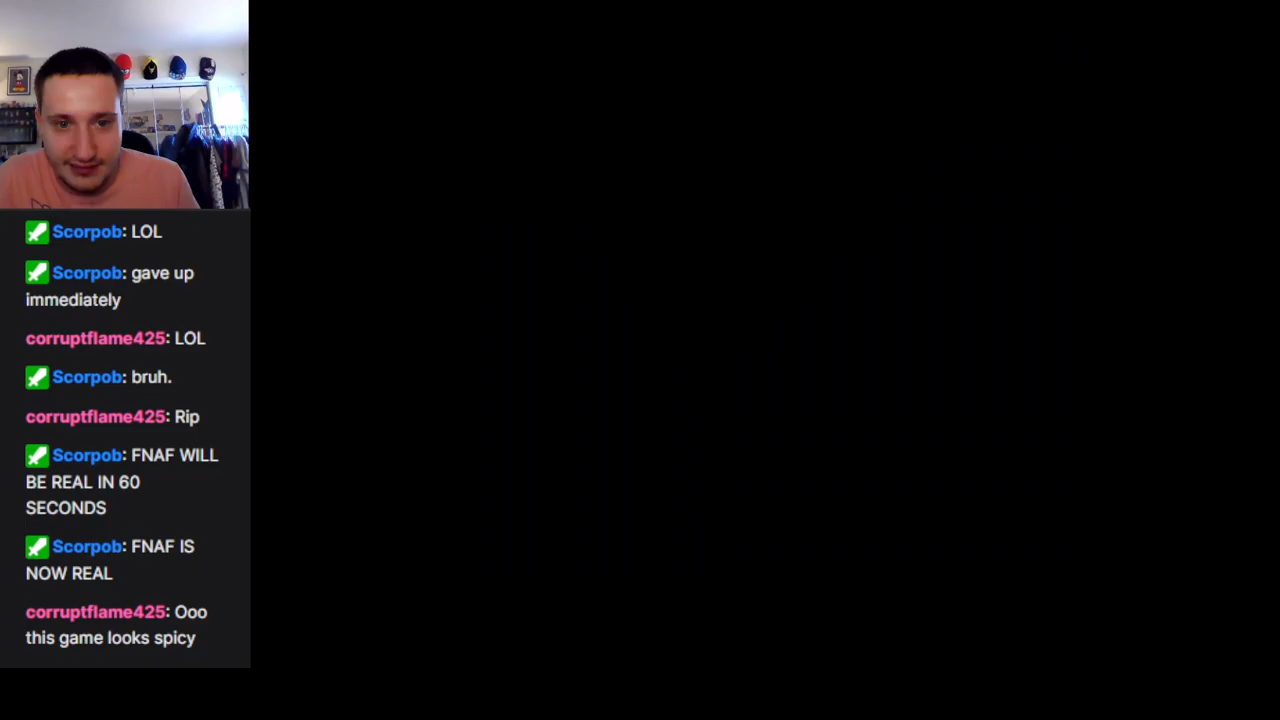 Scorpob: LOL
Scorpob: gave up
immediately
corruptflame425: LOL
Scorpob: bruh.
corruptflame425: Rip
Scorpob: FNAF WILL
BE REAL IN 60
SECONDS
Scorpob: FNAF IS
NOW REAL
corruptflame425: Ooo
this game looks spicy